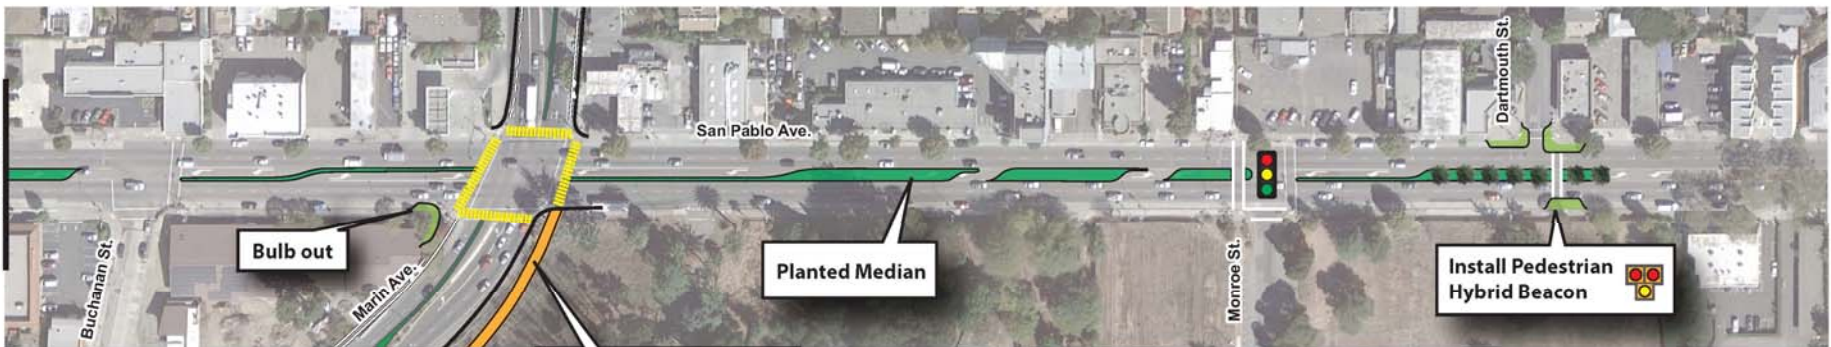 Dartmouth St.
San Pablo Ave.
Bulb out
Buchanan St.
Marin Ave.
Planted Median
Monroe St.
Install Pedestrian
Hybrid Beacon